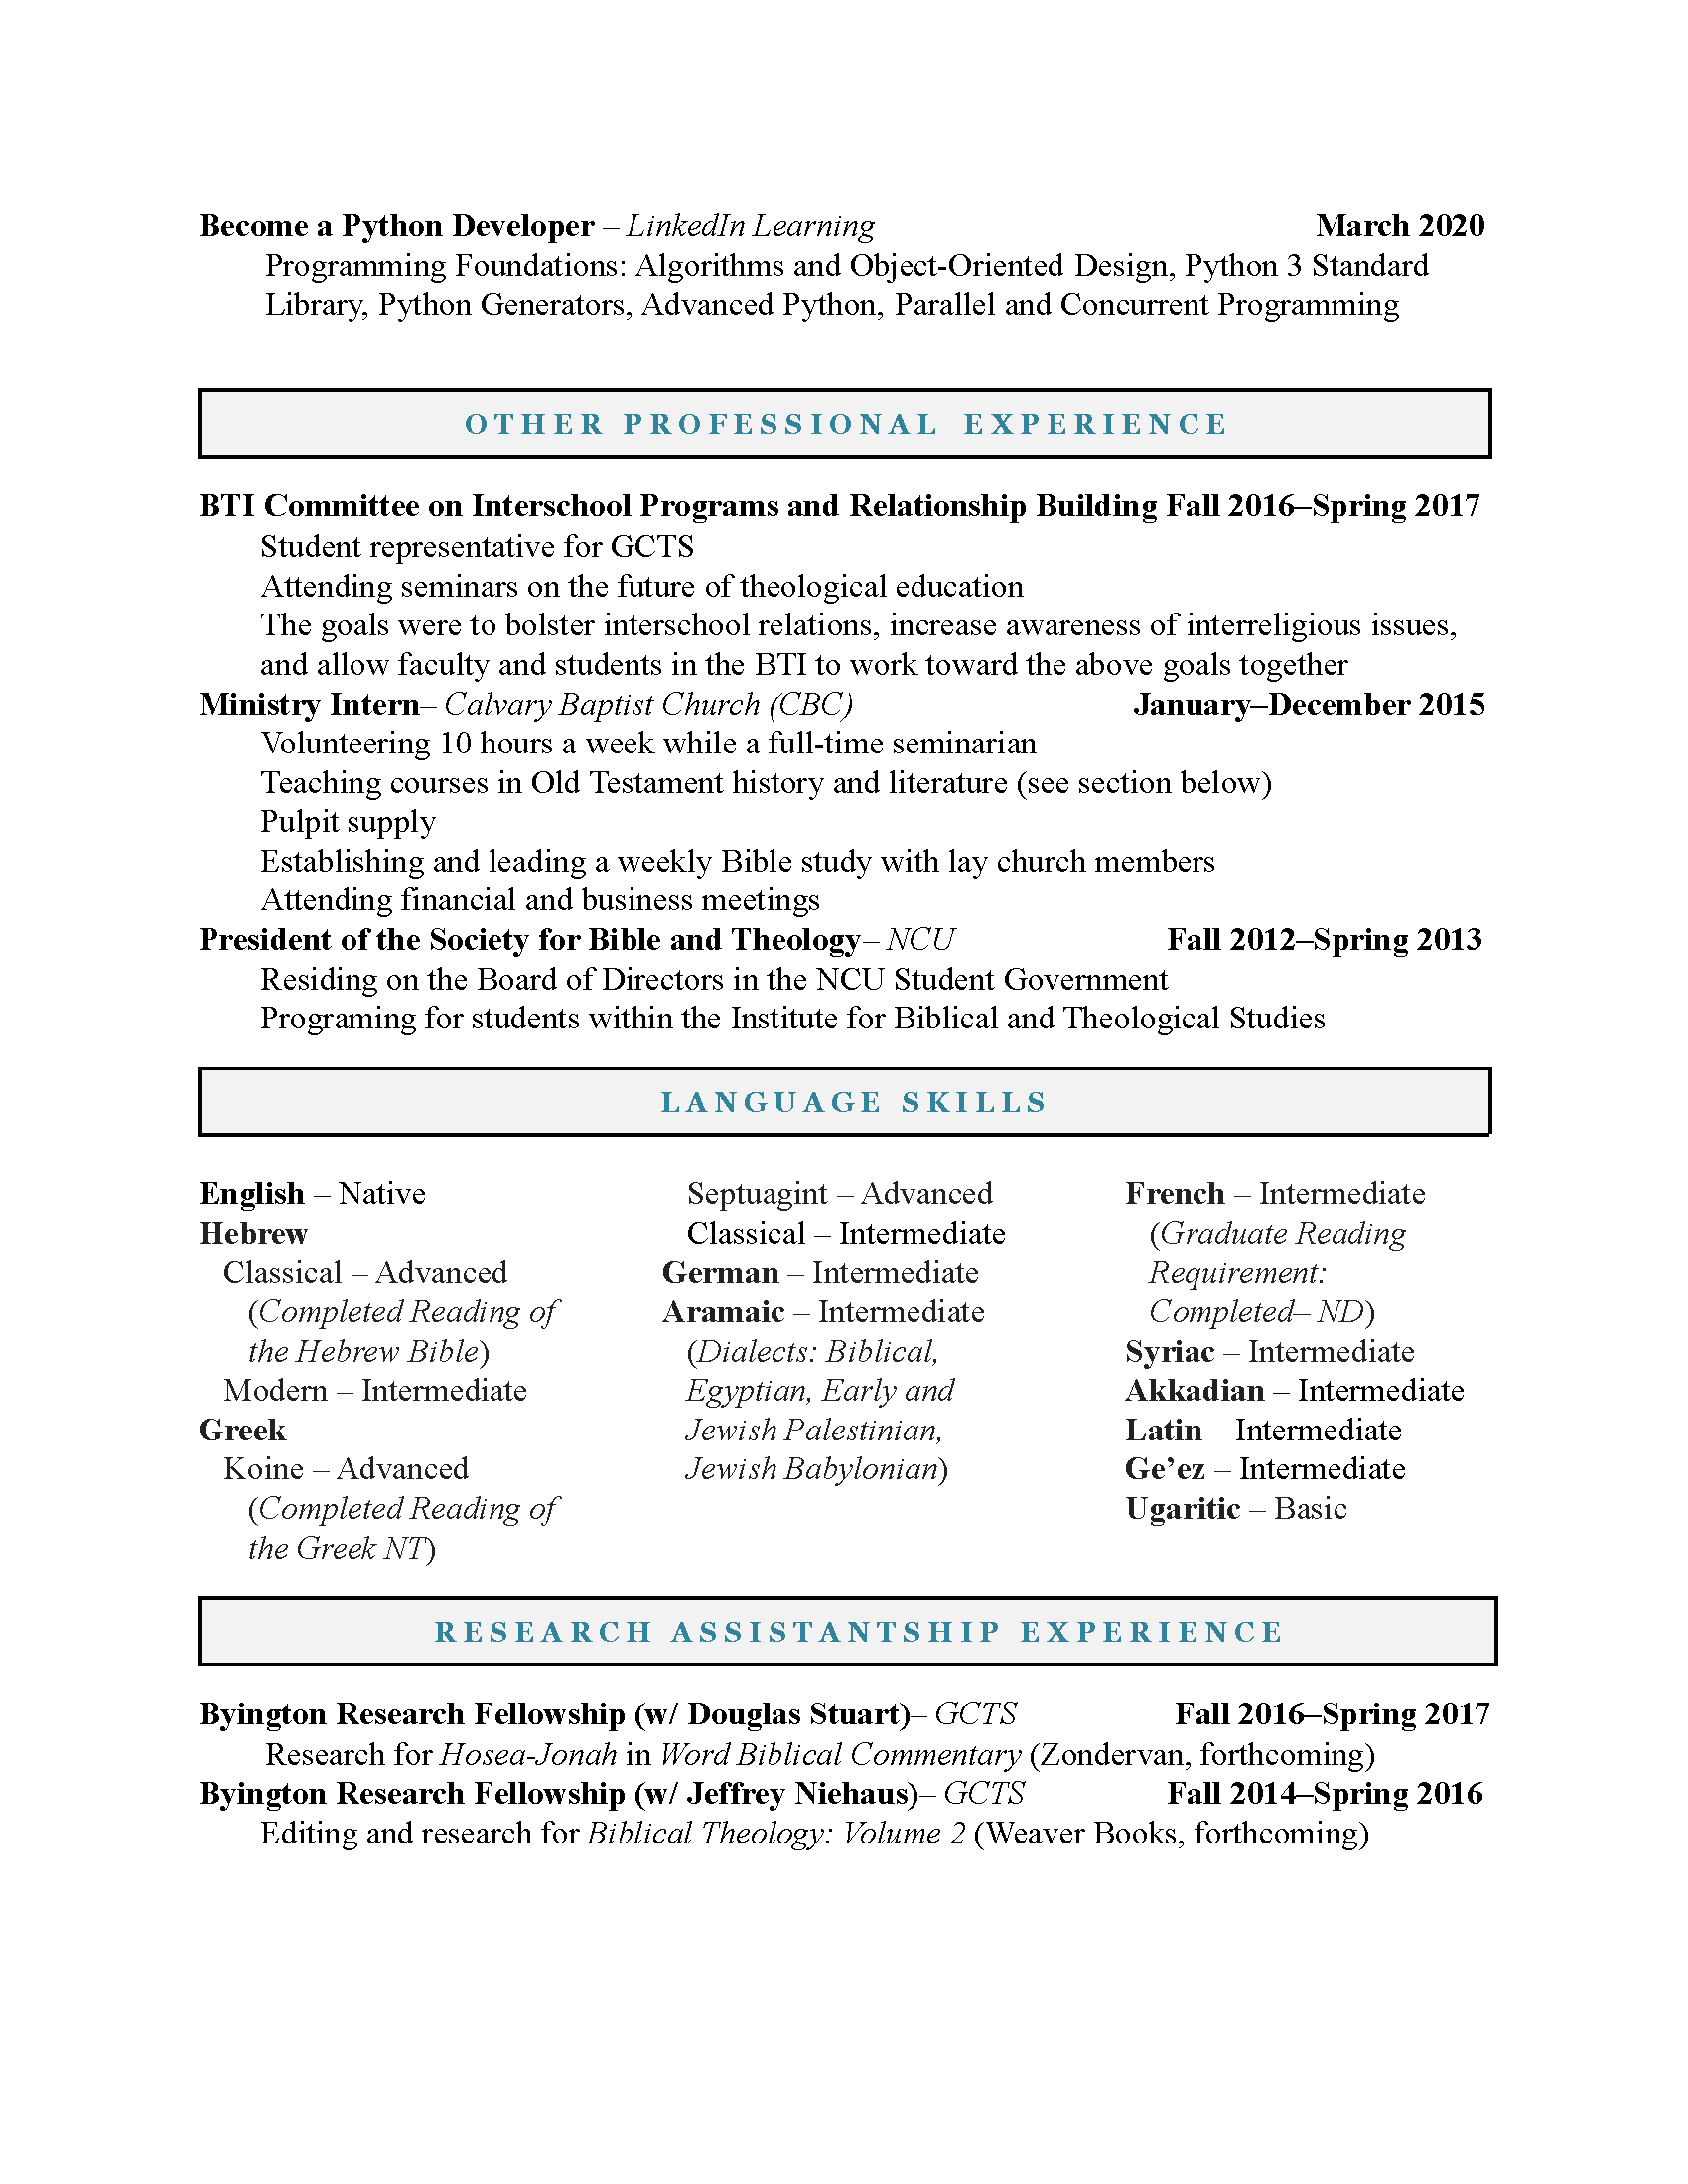 Become a Python Developer – LinkedIn Learning March 2020
Programming Foundations: Algorithms and Object-Oriented Design, Python 3 Standard
Library, Python Generators, Advanced Python, Parallel and Concurrent Programming
OTHER PROFESSIONAL EXPERIENCE
BTI Committee on Interschool Programs and Relationship Building Fall 2016–Spring 2017
Student representative for GCTS
Attending seminars on the future of theological education
The goals were to bolster interschool relations, increase awareness of interreligious issues,
and allow faculty and students in the BTI to work toward the above goals together
Ministry Intern– Calvary Baptist Church (CBC) January–December 2015
Volunteering 10 hours a week while a full-time seminarian
Teaching courses in Old Testament history and literature (see section below)
Pulpit supply
Establishing and leading a weekly Bible study with lay church members
Attending financial and business meetings
President of the Society for Bible and Theology– NCU Fall 2012–Spring 2013
Residing on the Board of Directors in the NCU Student Government
Programing for students within the Institute for Biblical and Theological Studies
LANGUAGE SKILLS
English – Native
Hebrew
Classical – Advanced
(Completed Reading of
the Hebrew Bible)
Modern – Intermediate
Greek
Koine – Advanced
(Completed Reading of
the Greek NT)
Septuagint – Advanced
Classical – Intermediate
German – Intermediate
Aramaic – Intermediate
(Dialects: Biblical,
Egyptian, Early and
Jewish Palestinian,
Jewish Babylonian)
French – Intermediate
(Graduate Reading
Requirement:
Completed– ND)
Syriac – Intermediate
Akkadian – Intermediate
Latin – Intermediate
Ge’ez – Intermediate
Ugaritic – Basic
RESEARCH ASSISTANTSHIP EXPERIENCE
Byington Research Fellowship (w/ Douglas Stuart)– GCTS Fall 2016–Spring 2017
Research for Hosea-Jonah in Word Biblical Commentary (Zondervan, forthcoming)
Byington Research Fellowship (w/ Jeffrey Niehaus)– GCTS Fall 2014–Spring 2016
Editing and research for Biblical Theology: Volume 2 (Weaver Books, forthcoming)